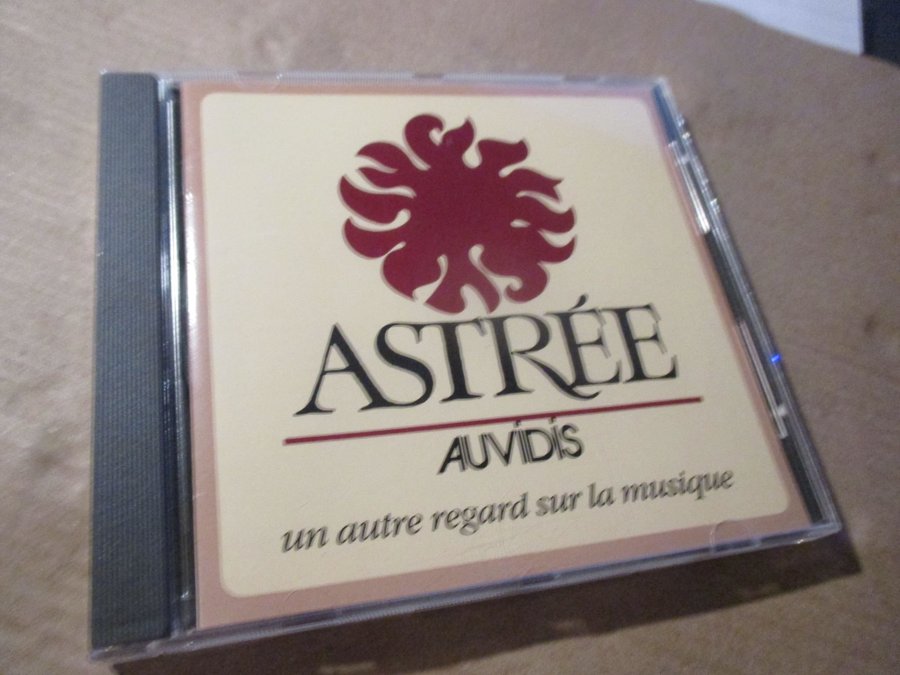 ASTRÉE
AUVIDIS
un autre regard sur la musique